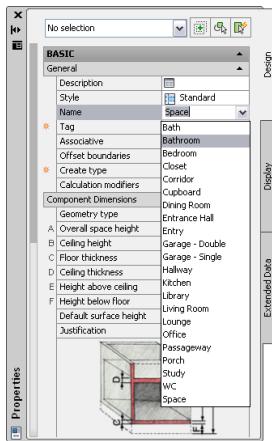 No selection
Design
Display
Extended Data
Properties
BASIC
General
Description
Style Standard
Name Space
Tag
Associative
Offset boundaries
Create type
Calculation modifiers
Component Dimensions
Geometry type
A Overall space height
B Ceiling height
C Floor thickness
D Ceiling thickness
E Height above ceiling
F Height below floor
Default surface height
Justification
Bath
Bathroom
Bedroom
Closet
Corridor
Cupboard
Dining Room
Entrance Hall
Entry
Garage - Double
Garage - Single
Hallway
Kitchen
Library
Living Room
Lounge
Office
Passageway
Porch
Study
WC
Space
D
C
F